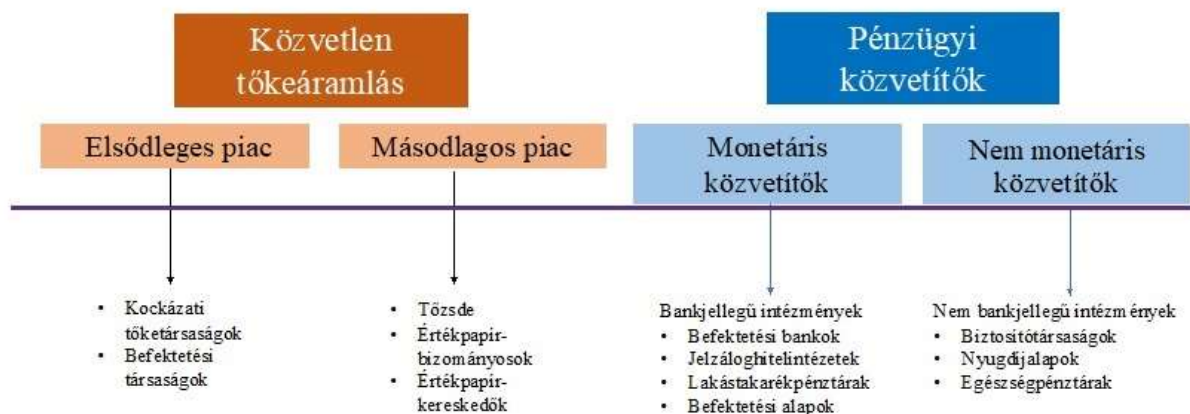 Közvetlen
tőkeáramlás
Pénzügyi
közvetítők
Elsődleges piac
Másodlagos piac
Monetáris
közvetítők
Nem monetáris
közvetítők
• Kockázati
tőketársaságok
• Befektetési
társaságok
• Tőzsde
• Értékpapír-
bizományosok
• Értékpapír-
kereskedők
Bankjellegű intézmények
• Befektetési bankok
• Jelzáloghitelintézetek
• Lakástakarékpénztárak
• Befektetési alapok
Nem bankjellegű intézmények
• Biztosítótársaságok
• Nyugdíjalapok
• Egészségpénztárak